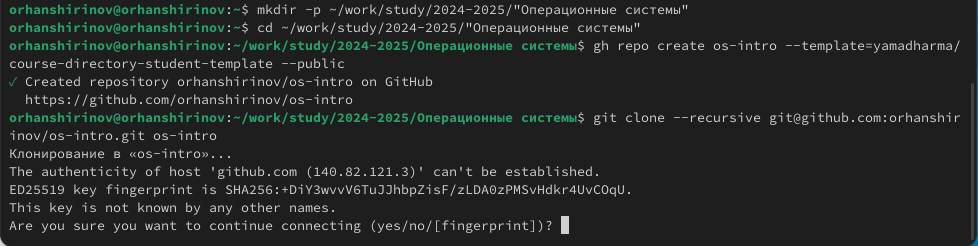 orhanshirinov@orhanshirinov:~$ mkdir -p ~/work/study/2024-2025/"Операционные системы"
orhanshirinov@orhanshirinov:~$ cd ~/work/study/2024-2025/"Операционные системы"
orhanshirinov@orhanshirinov:~/work/study/2024-2025/Операционные системы$ gh repo create os-intro --template=yamadharma/
course-directory-student-template --public
✓ Created repository orhanshirinov/os-intro on GitHub
https://github.com/orhanshirinov/os-intro
orhanshirinov@orhanshirinov:~/work/study/2024-2025/Операционные системы$ git clone --recursive git@github.com:orhanshir
inov/os-intro.git os-intro
Клонирование в «os-intro»...
The authenticity of host 'github.com (140.82.121.3)' can't be established.
ED25519 key fingerprint is SHA256:+DiY3wvvV6TuJJhbpZisF/zLDA0zPMSvHdkr4UvCOqU.
This key is not known by any other names.
Are you sure you want to continue connecting (yes/no/[fingerprint])?